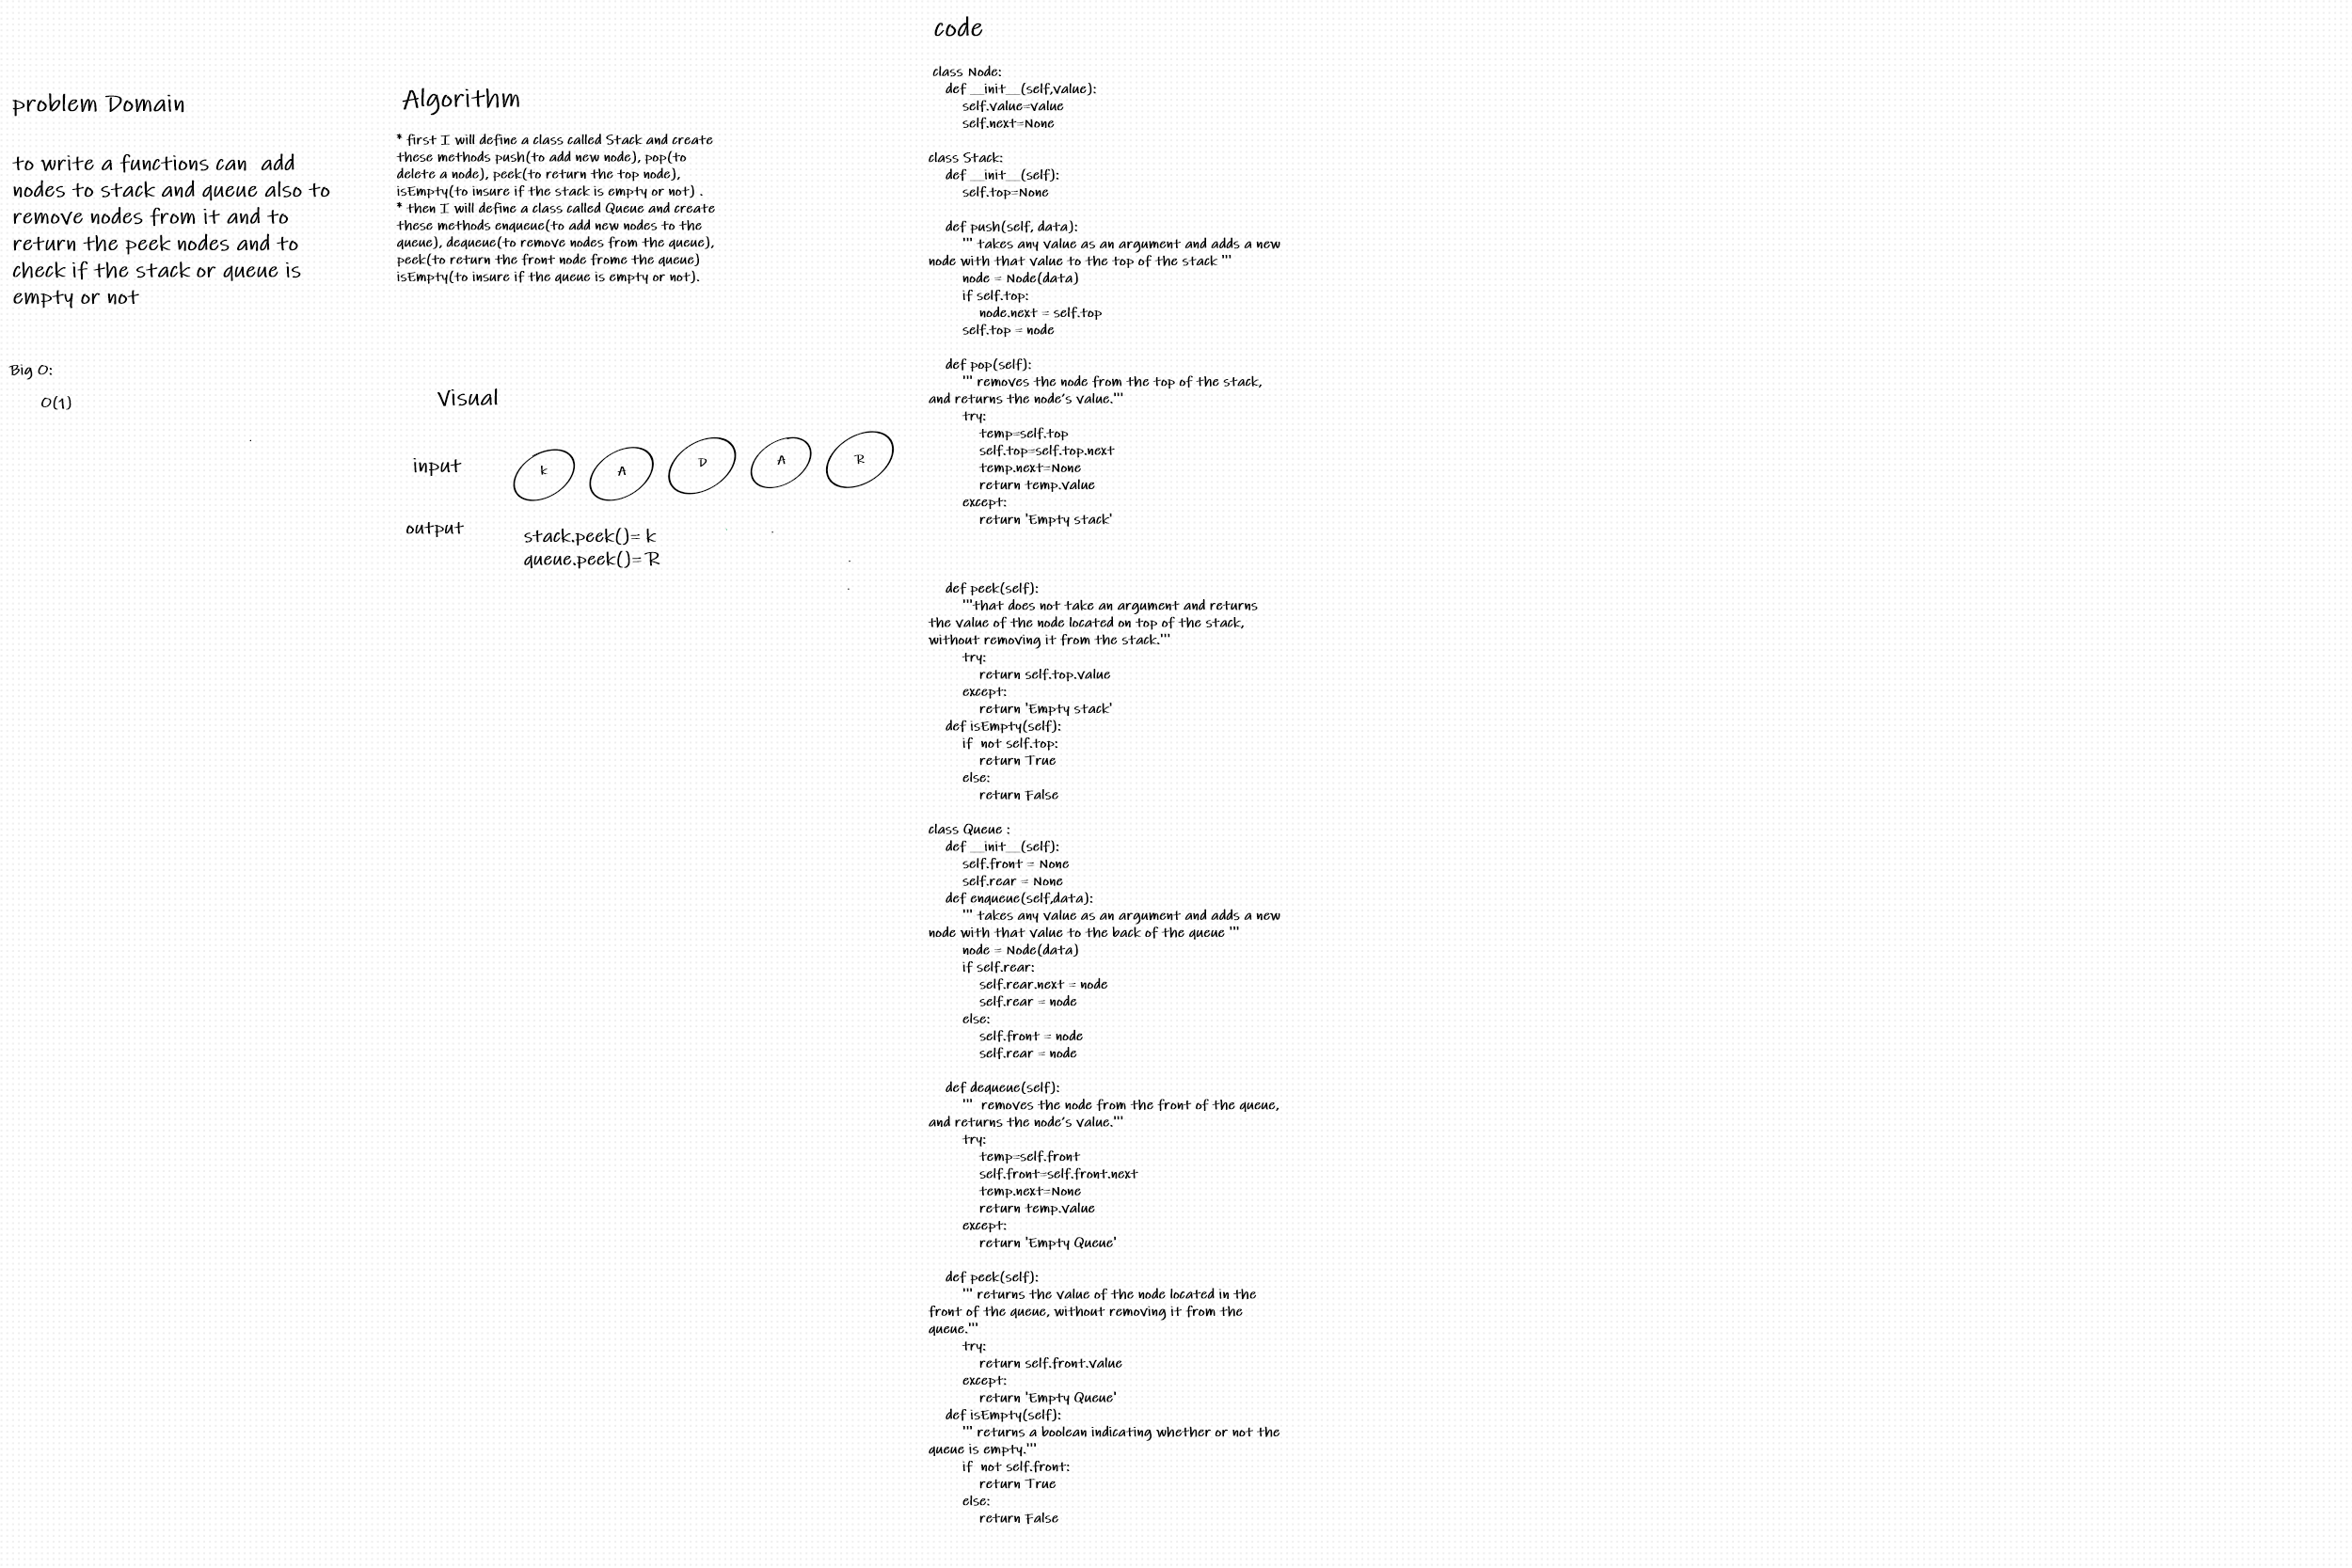 problem Domain
to write a functions can  add
nodes to stack and queue also to
remove nodes from it and to
return the peek nodes and to
check if the stack or queue is
empty or not
Big O:
O(1)
Algorithm
* first I will define a class called Stack and create
these methods push(to add new node), pop(to
delete a node), peek(to return the top node),
isEmpty(to insure if the stack is empty or not) .
* then I will define a class called Queue and create
these methods enqueue(to add new nodes to the
queue), dequeue(to remove nodes from the queue),
peek(to return the front node frome the queue)
isEmpty(to insure if the queue is empty or not).
Visual
input
k A D A R
output
stack.peek()= k
queue.peek()= R
code
class Node:
    def __init__(self,value):
        self.value=value
        self.next=None
class Stack:
    def __init__(self):
        self.top=None
    def push(self, data):
        ''' takes any value as an argument and adds a new
node with that value to the top of the stack '''
        node = Node(data)
        if self.top:
            node.next = self.top
        self.top = node
    def pop(self):
        ''' removes the node from the top of the stack,
and returns the node's value.'''
        try:
            temp=self.top
            self.top=self.top.next
            temp.next=None
            return temp.value
        except:
            return 'Empty stack'
    def peek(self):
        '''that does not take an argument and returns
the value of the node located on top of the stack,
without removing it from the stack.'''
        try:
            return self.top.value
        except:
            return 'Empty stack'
    def isEmpty(self):
        if  not self.top:
            return True
        else:
            return False
class Queue :
    def __init__(self):
        self.front = None
        self.rear = None
    def enqueue(self,data):
        ''' takes any value as an argument and adds a new
node with that value to the back of the queue '''
        node = Node(data)
        if self.rear:
            self.rear.next = node
            self.rear = node
        else:
            self.front = node
            self.rear = node
    def dequeue(self):
        '''  removes the node from the front of the queue,
and returns the node's value.'''
        try:
            temp=self.front
            self.front=self.front.next
            temp.next=None
            return temp.value
        except:
            return 'Empty Queue'
    def peek(self):
        ''' returns the value of the node located in the
front of the queue, without removing it from the
queue.'''
        try:
            return self.front.value
        except:
            return 'Empty Queue'
    def isEmpty(self):
        ''' returns a boolean indicating whether or not the
queue is empty.'''
        if  not self.front:
            return True
        else:
            return False